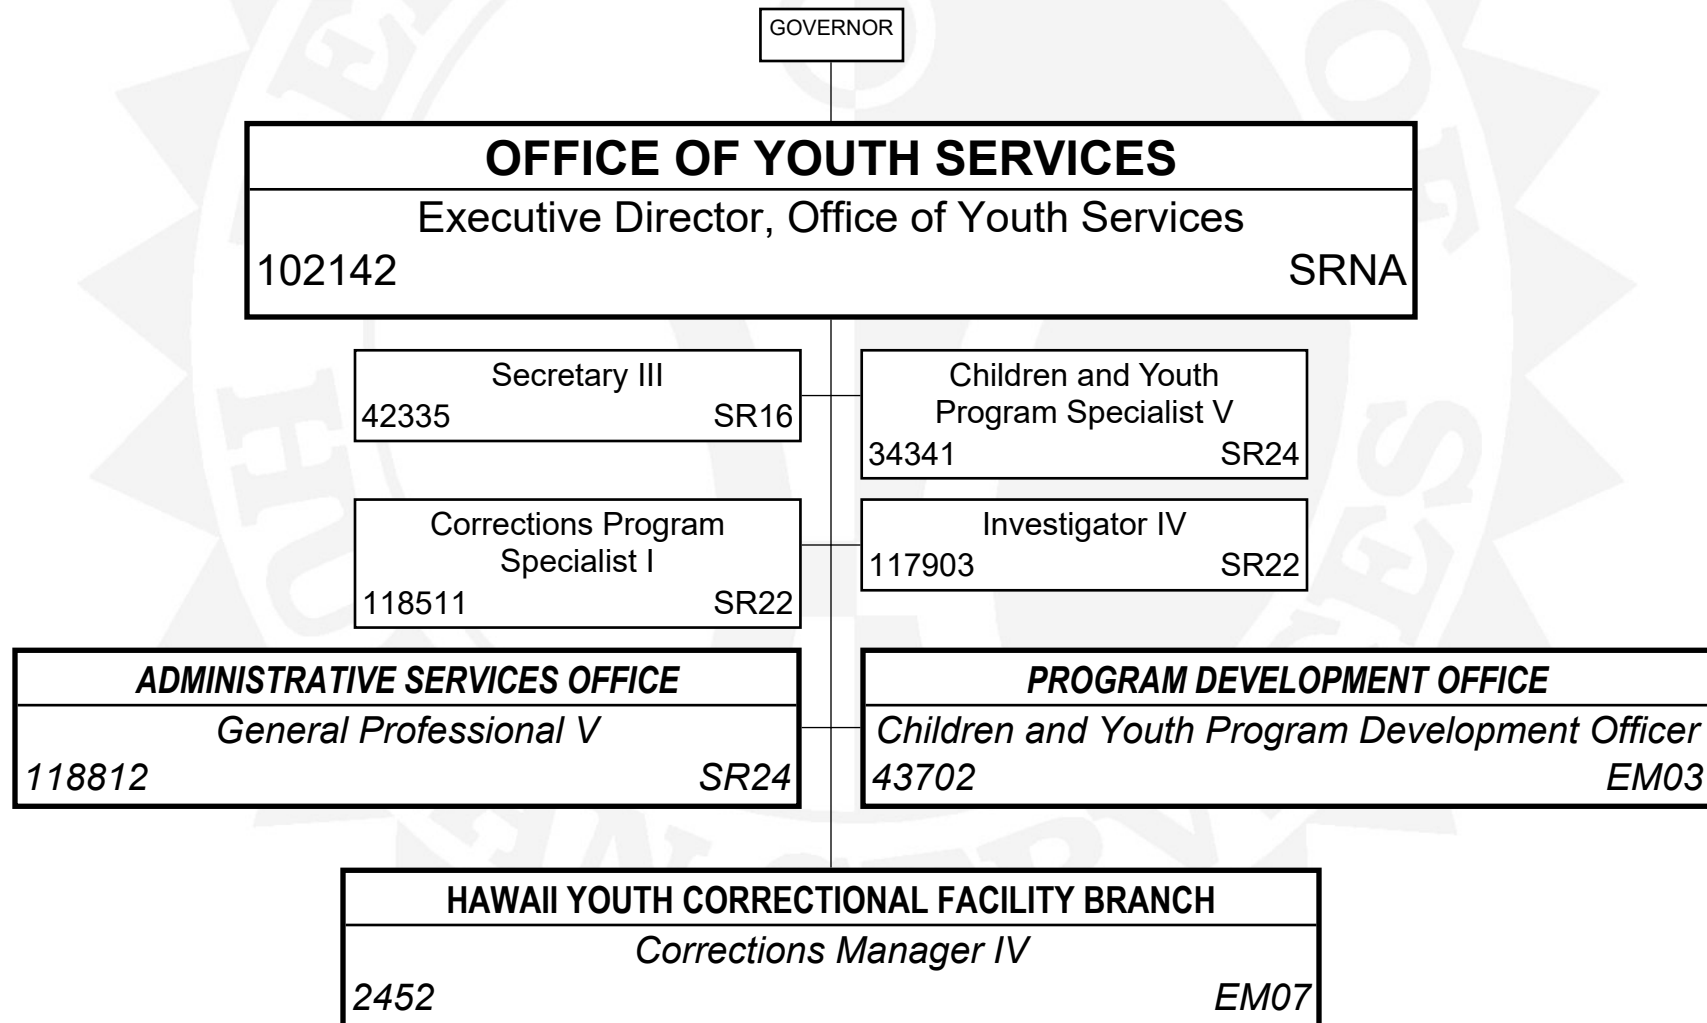 GOVERNOR
OFFICE OF YOUTH SERVICES
Executive Director, Office of Youth Services
102142 SRNA
Secretary III
42335 SR16
Children and Youth
Program Specialist V
34341 SR24
Corrections Program
Specialist I
118511 SR22
Investigator IV
117903 SR22
ADMINISTRATIVE SERVICES OFFICE
General Professional V
118812 SR24
PROGRAM DEVELOPMENT OFFICE
Children and Youth Program Development Officer
43702 EM03
HAWAII YOUTH CORRECTIONAL FACILITY BRANCH
Corrections Manager IV
2452 EM07